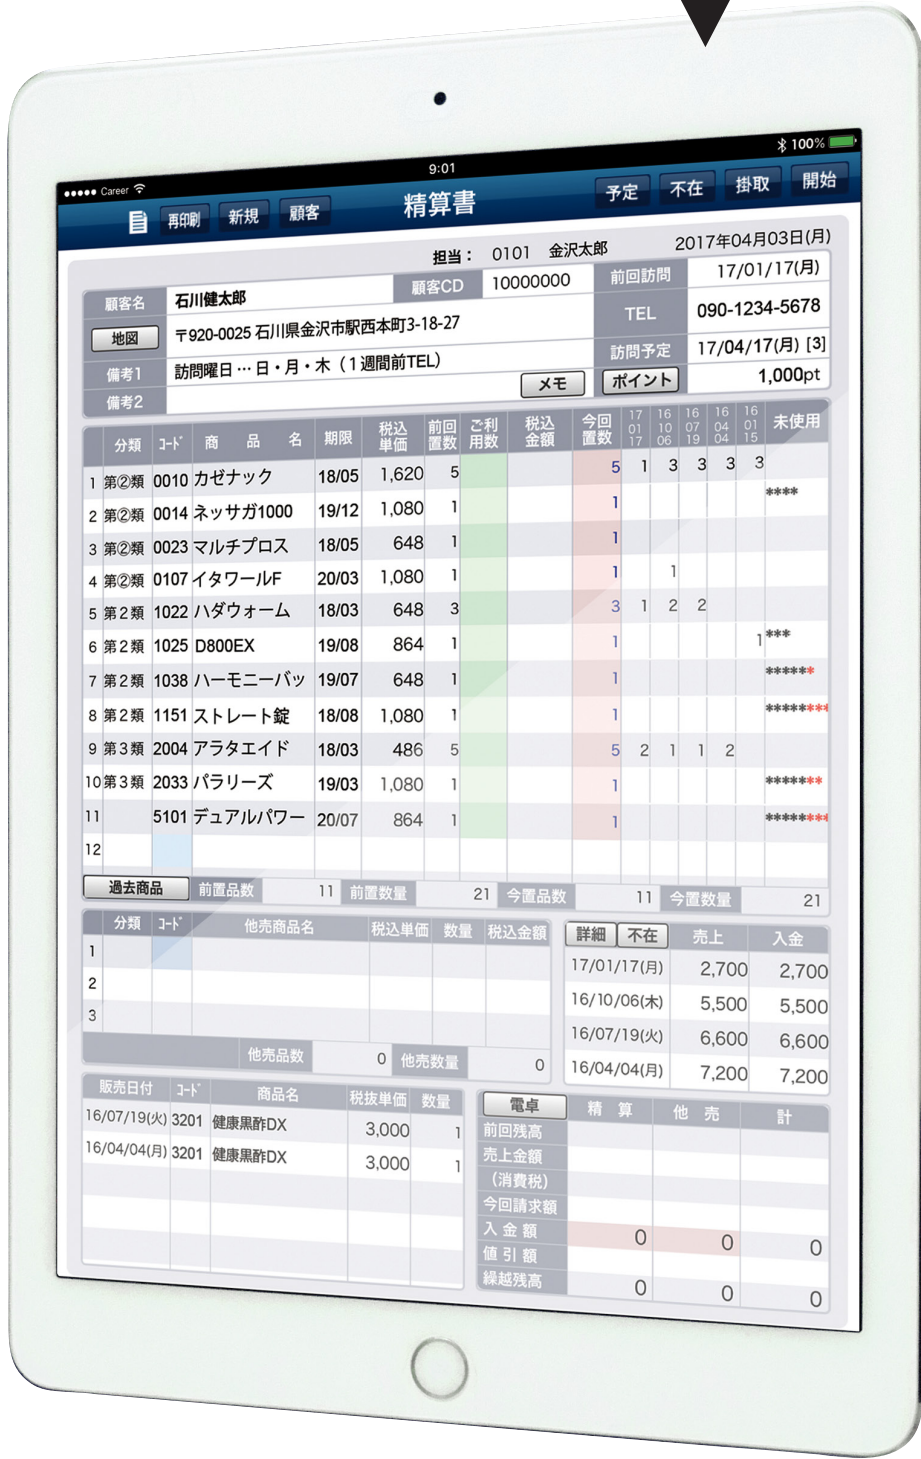 ●●●●● Career 9:01 100%
再印刷 新規 顧客 精算書 予定 不在 掛取 開始
担当： 0101 金沢太郎 2017年04月03日(月)
顧客名 石川健太郎 顧客CD 10000000 前回訪問 17/01/17(月)
地図 〒920-0025 石川県金沢市駅西本町3-18-27 TEL 090-1234-5678
備考1 訪問曜日…日・月・木（1週間前TEL） 訪問予定 17/04/17(月) [3]
備考2 メモ ポイント 1,000pt
分類 ｺｰﾄﾞ 商品名 期限 税込単価 前回置数 ご利用数 税込金額 今回置数 17 01 17 16 10 06 16 07 19 16 04 04 16 01 15 未使用
1 第②類 0010 カゼナック 18/05 1,620 5 5 1 3 3 3 3
2 第②類 0014 ネッサガ1000 19/12 1,080 1 1 ****
3 第②類 0023 マルチプロス 18/05 648 1 1
4 第②類 0107 イタワールF 20/03 1,080 1 1 1
5 第2類 1022 ハダウォーム 18/03 648 3 3 1 2 2
6 第2類 1025 D800EX 19/08 864 1 1 1 ***
7 第2類 1038 ハーモニーバッ 19/07 648 1 1 ******
8 第2類 1151 ストレート錠 18/08 1,080 1 1 ********
9 第3類 2004 アラタエイド 18/03 486 5 5 2 1 1 2
10 第3類 2033 パラリーズ 19/03 1,080 1 1 *******
11 5101 デュアルパワー 20/07 864 1 1 ********
12
過去商品 前置品数 11 前置数量 21 今置品数 11 今置数量 21
分類 ｺｰﾄﾞ 他売商品名 税込単価 数量 税込金額
1
2
3
他売品数 0 他売数量 0
詳細 不在 売上 入金
17/01/17(月) 2,700 2,700
16/10/06(木) 5,500 5,500
16/07/19(火) 6,600 6,600
16/04/04(月) 7,200 7,200
販売日付 ｺｰﾄﾞ 商品名 税抜単価 数量
16/07/19(火) 3201 健康黒酢DX 3,000 1
16/04/04(月) 3201 健康黒酢DX 3,000 1
電卓 精算 他売 計
前回残高
売上金額
（消費税）
今回請求額
入金額 0 0 0
値引額
繰越残高 0 0 0